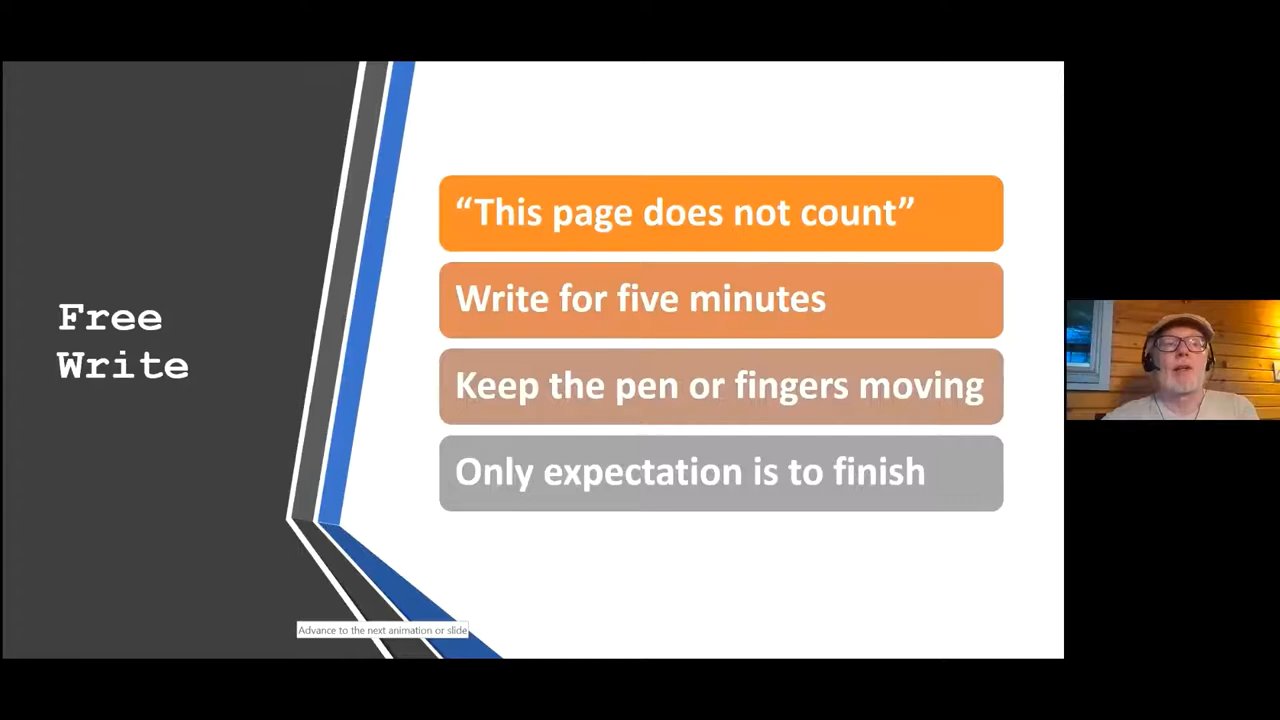 Free
Write
“This page does not count”
Write for five minutes
Keep the pen or fingers moving
Only expectation is to finish
Advance to the next animation or slide